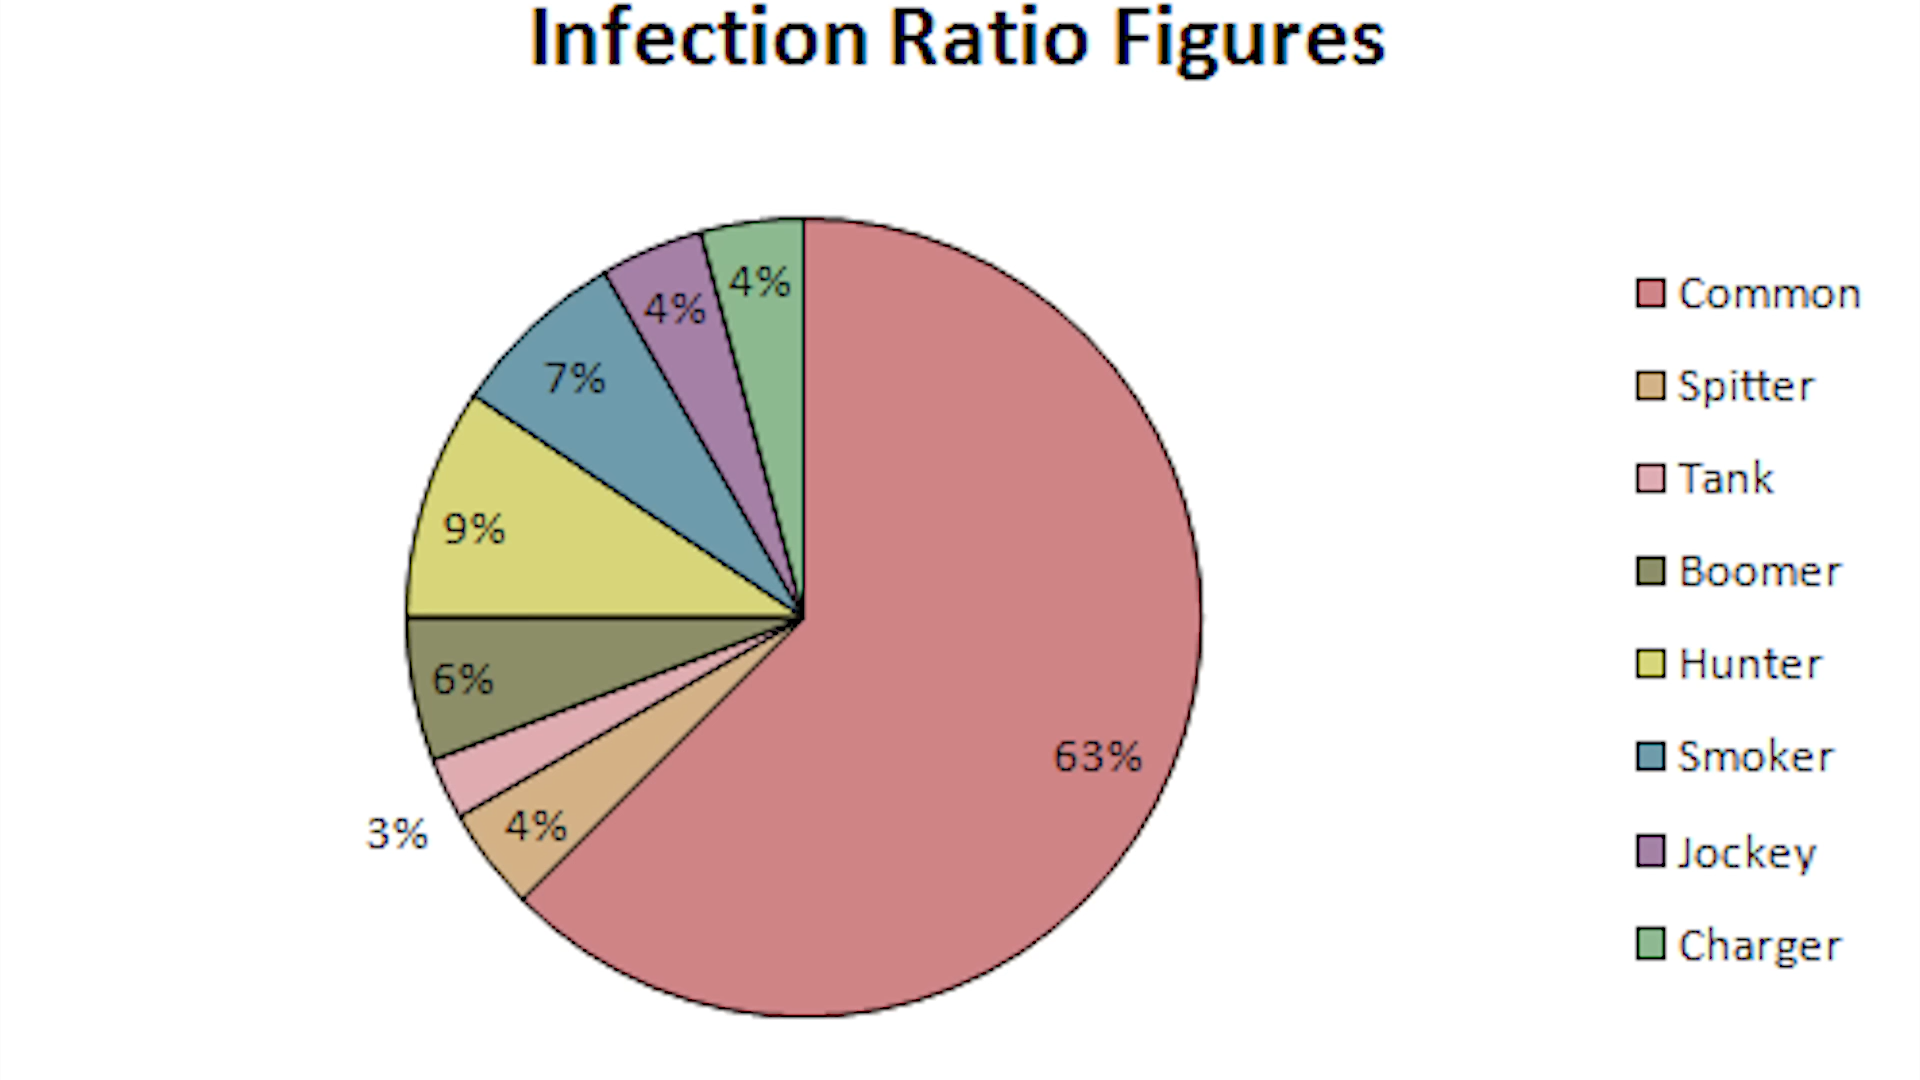 Infection Ratio Figures
4%
4%
7%
9%
6%
3%
4%
63%
Common
Spitter
Tank
Boomer
Hunter
Smoker
Jockey
Charger